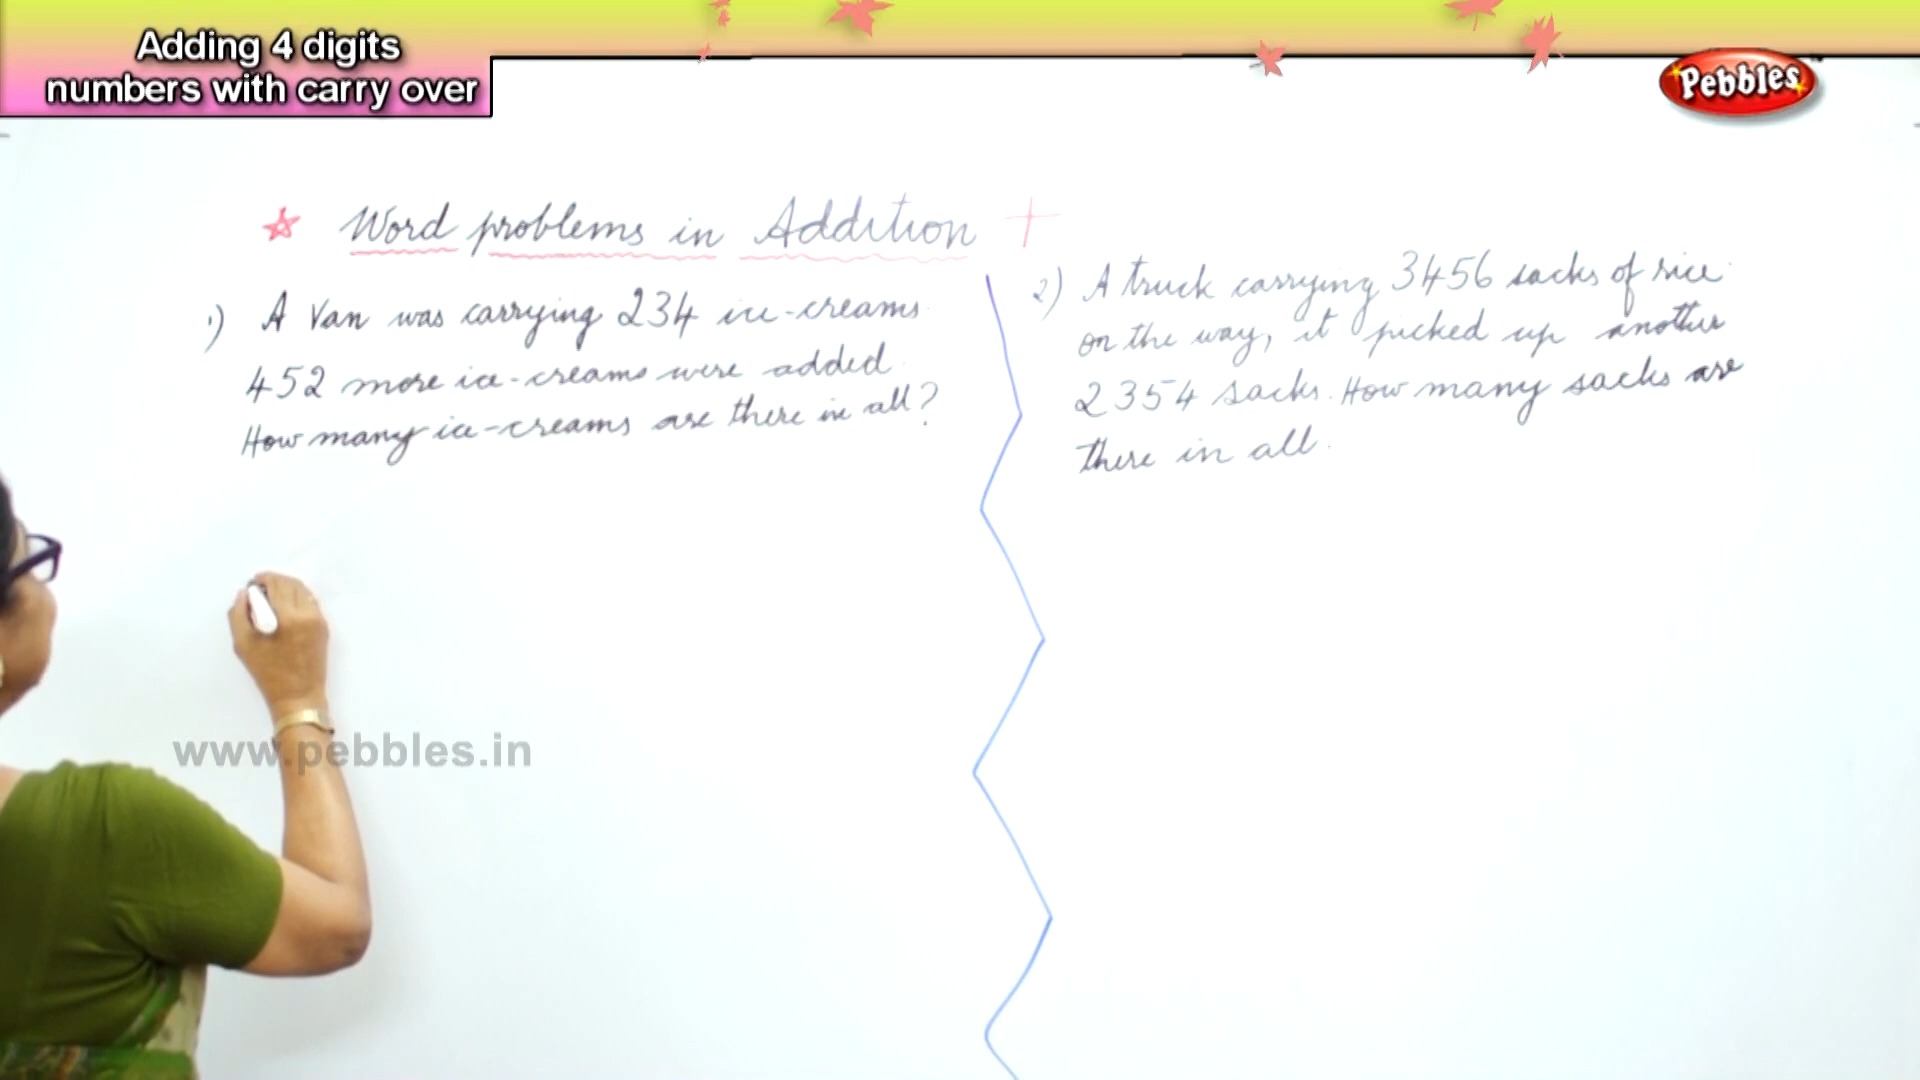 Adding 4 digits
numbers with carry over
Pebbles
Word problems in Addition +
1) A Van was carrying 234 ice-creams
452 more ice-creams were added.
How many ice-creams are there in all?
2) A truck carrying 3456 sacks of rice
on the way, it picked up another
2354 sacks. How many sacks are
there in all.
www.pebbles.in